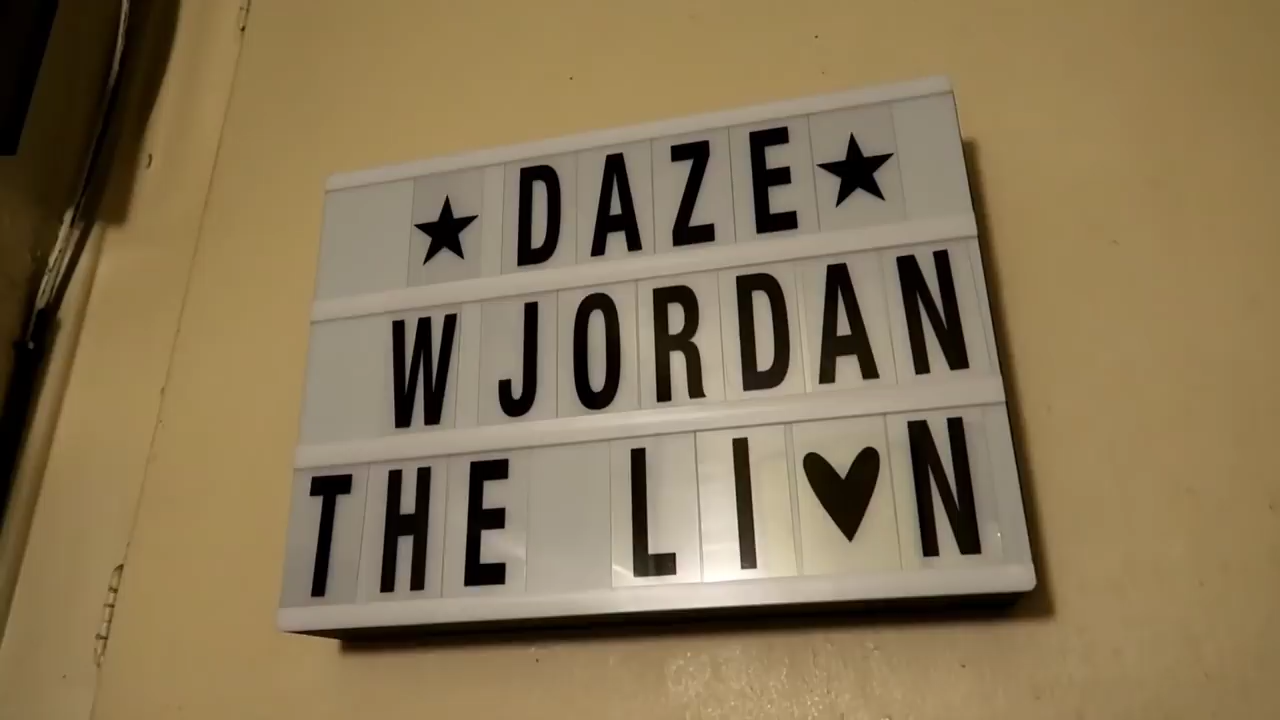 ★ DAZE ★
W JORDAN
THE LI♥N